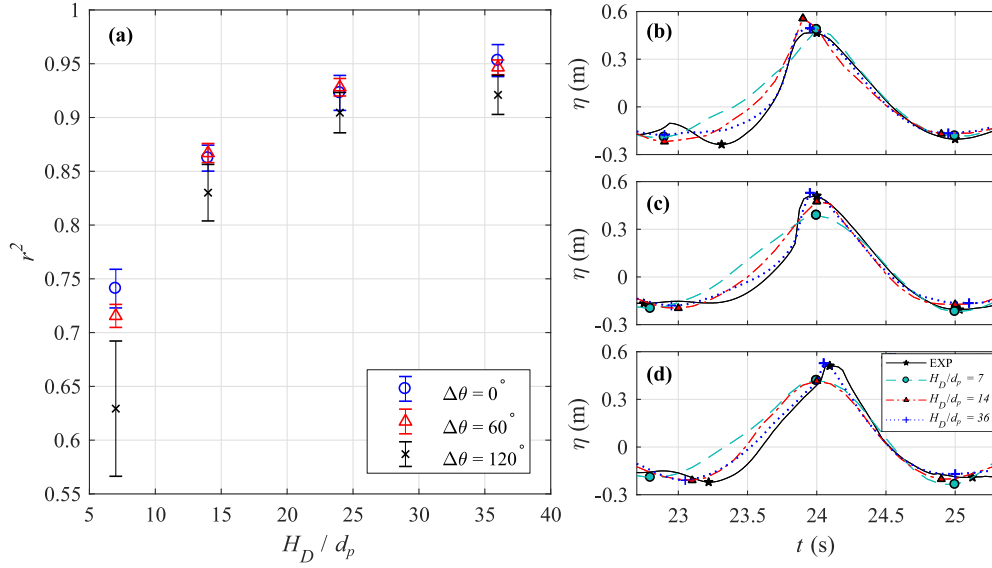 (a)
1
0.95
0.9
0.85
0.8
0.75
0.7
0.65
0.6
0.55
r²
5 10 15 20 25 30 35 40
H_D / d_p
Δθ = 0°
Δθ = 60°
Δθ = 120°
(b)
0.6
0.3
0
-0.3
η (m)
(c)
0.6
0.3
0
-0.3
η (m)
(d)
0.6
0.3
0
-0.3
η (m)
EXP
H_D/d_p = 7
H_D/d_p = 14
H_D/d_p = 36
23 23.5 24 24.5 25
t (s)